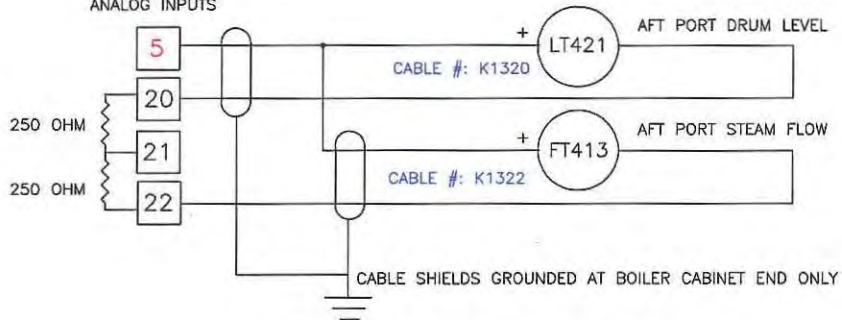 ANALOG INPUTS
5
+
LT421
AFT PORT DRUM LEVEL
CABLE #: K1320
20
250 OHM
21
+
FT413
AFT PORT STEAM FLOW
250 OHM
CABLE #: K1322
22
CABLE SHIELDS GROUNDED AT BOILER CABINET END ONLY